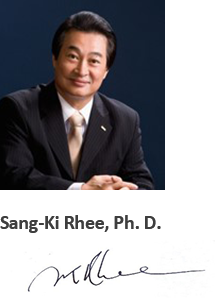 Sang-Ki Rhee, Ph. D.